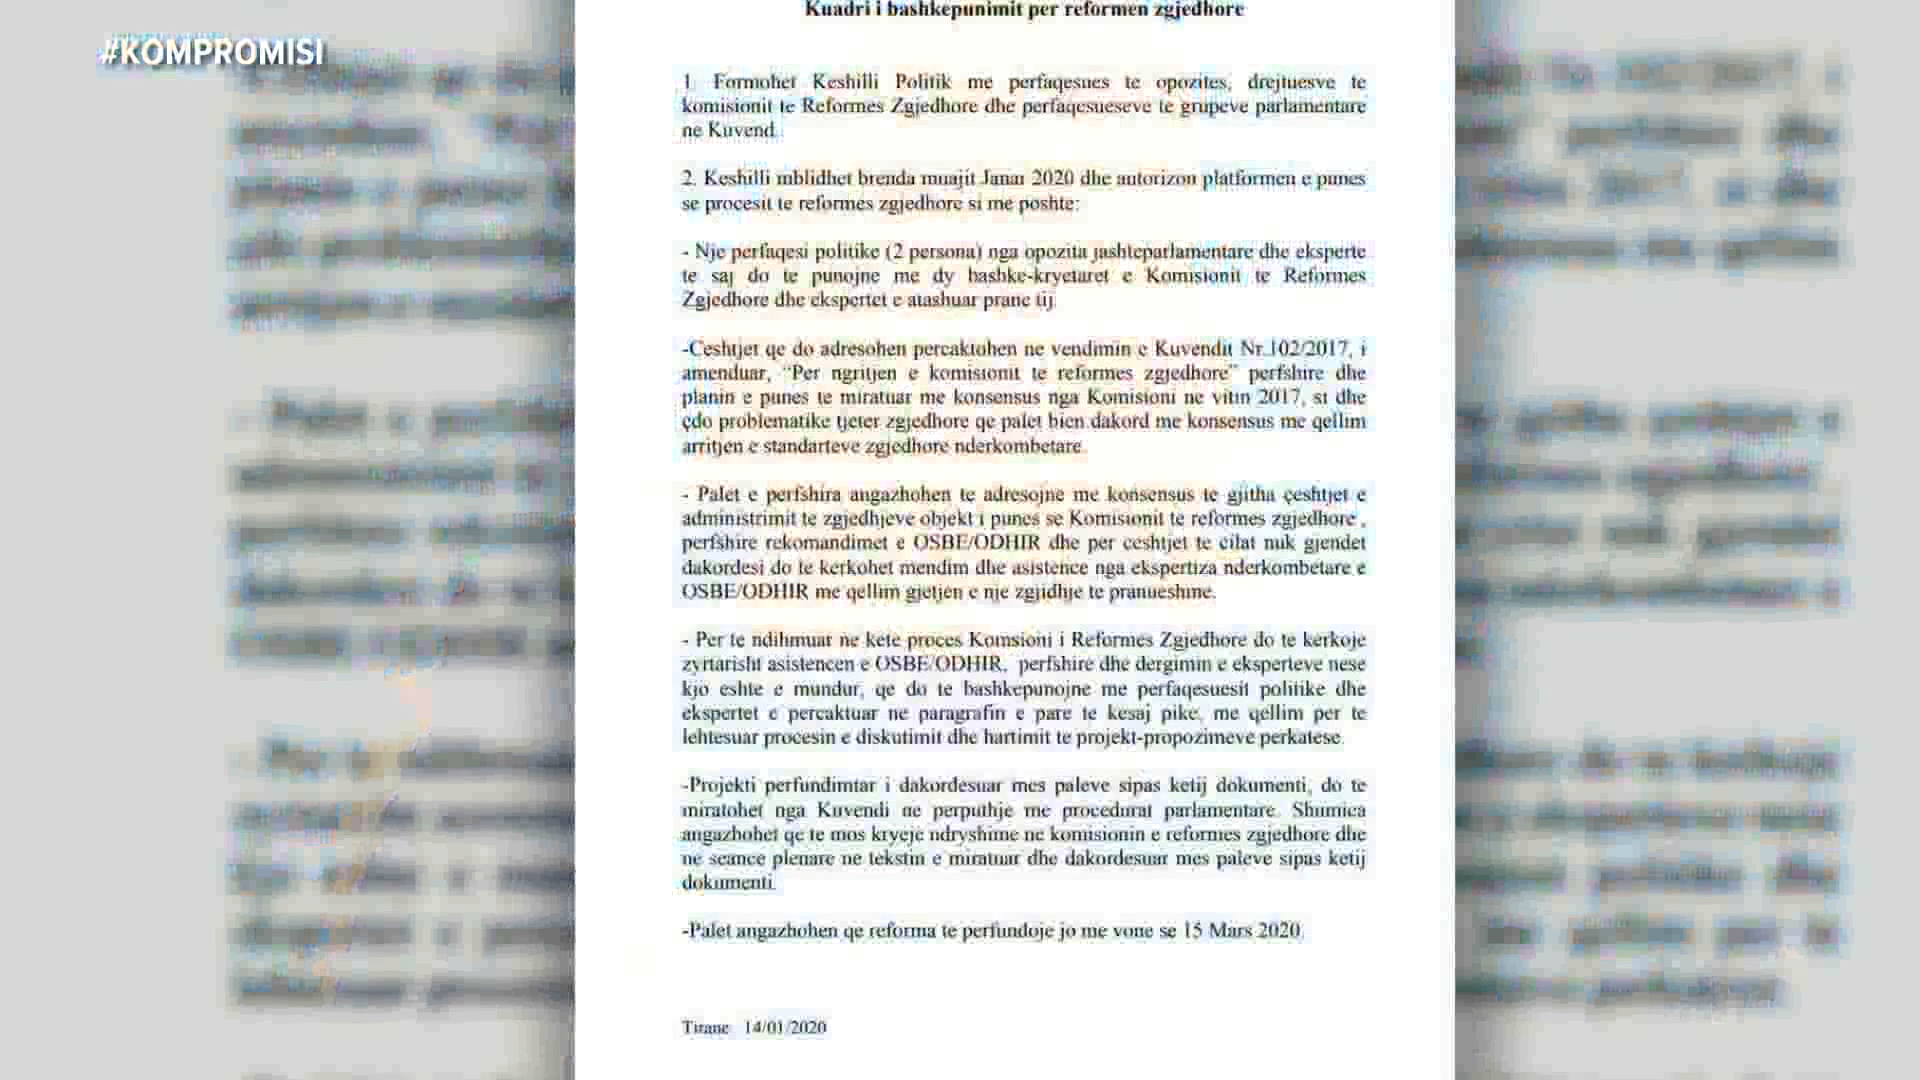 #KOMPROMISI
Kuadri i bashkepunimit per reformen zgjedhore
1. Formohet Keshilli Politik me perfaqesues te opozites, drejtuesve te
komisionit te Reformes Zgjedhore dhe perfaqesueseve te grupeve parlamentare
ne Kuvend.
2. Keshilli mblidhet brenda muajit Janar 2020 dhe autorizon platformen e punes
se procesit te reformes zgjedhore si me poshte:
- Nje perfaqesi politike (2 persona) nga opozita jashteparlamentare dhe eksperte
te saj do te punojne me dy bashke-kryetaret e Komisionit te Reformes
Zgjedhore dhe ekspertet e atashuar prane tij.
-Ceshtjet qe do adresohen percaktohen ne vendimin e Kuvendit Nr.102/2017, i
amenduar, "Per ngritjen e komisionit te reformes zgjedhore" perfshire dhe
planin e punes te miratuar me konsensus nga Komisioni ne vitin 2017, si dhe
çdo problematike tjeter zgjedhore qe palet bien dakord me konsensus me qellim
arritjen e standarteve zgjedhore nderkombetare.
- Palet e perfshira angazhohen te adresojne me konsensus te gjitha çeshtjet e
administrimit te zgjedhjeve objekt i punes se Komisionit te reformes zgjedhore ,
perfshire rekomandimet e OSBE/ODHIR dhe per ceshtjet te cilat nuk gjendet
dakordesi do te kerkohet mendim dhe asistence nga ekspertiza nderkombetare e
OSBE/ODHIR me qellim gjetjen e nje zgjidhje te pranueshme.
- Per te ndihmuar ne kete proces Komsioni i Reformes Zgjedhore do te kerkoje
zyrtarisht asistencen e OSBE/ODHIR, perfshire dhe dergimin e eksperteve nese
kjo eshte e mundur, qe do te bashkepunojne me perfaqesuesit politike dhe
ekspertet e percaktuar ne paragrafin e pare te kesaj pike, me qellim per te
lehtesuar procesin e diskutimit dhe hartimit te projekt-propozimeve perkatese.
-Projekti perfundimtar i dakordesuar mes paleve sipas ketij dokumenti, do te
miratohet nga Kuvendi ne perputhje me procedurat parlamentare. Shumica
angazhohet qe te mos kryeje ndryshime ne komisionin e reformes zgjedhore dhe
ne seance plenare ne tekstin e miratuar dhe dakordesuar mes paleve sipas ketij
dokumenti.
-Palet angazhohen qe reforma te perfundoje jo me vone se 15 Mars 2020.
Tirane 14/01/2020